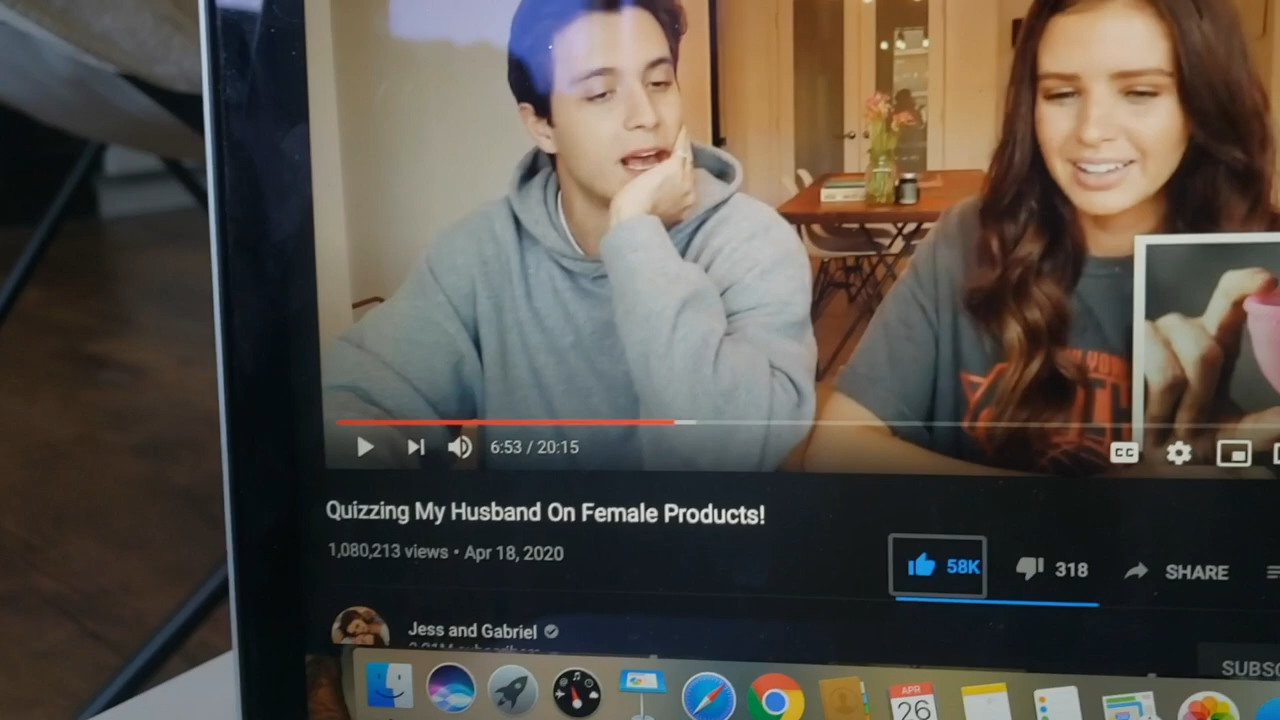 6:53 / 20:15
CC
Quizzing My Husband On Female Products!
1,080,213 views • Apr 18, 2020
58K
318
SHARE
Jess and Gabriel
SUBSC
APR
26